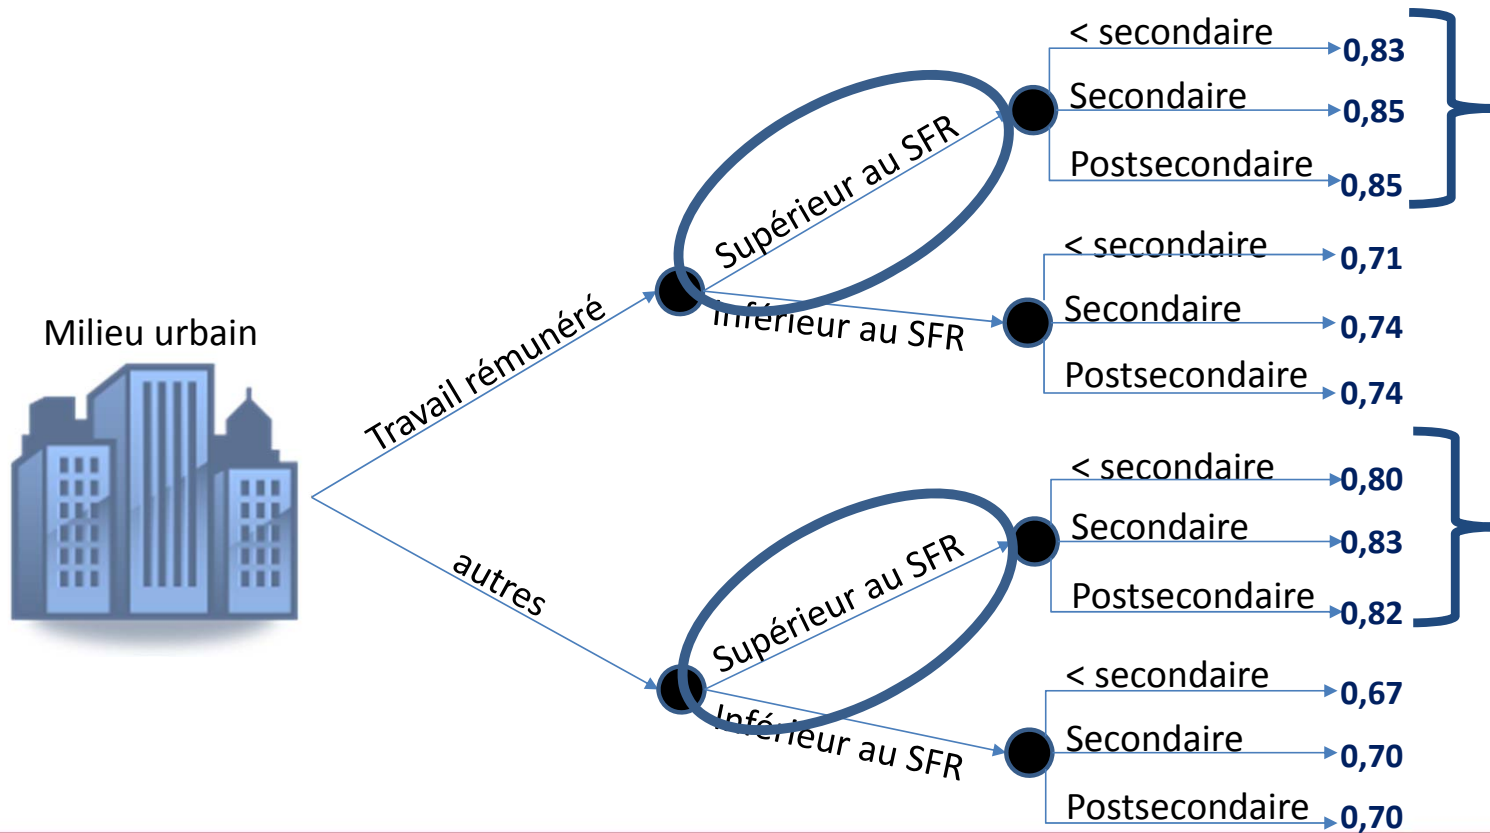 Milieu urbain
Travail rémunéré
autres
Supérieur au SFR
< secondaire
0,83
Secondaire
0,85
Postsecondaire
0,85
Inférieur au SFR
< secondaire
0,71
Secondaire
0,74
Postsecondaire
0,74
Supérieur au SFR
< secondaire
0,80
Secondaire
0,83
Postsecondaire
0,82
Inférieur au SFR
< secondaire
0,67
Secondaire
0,70
Postsecondaire
0,70